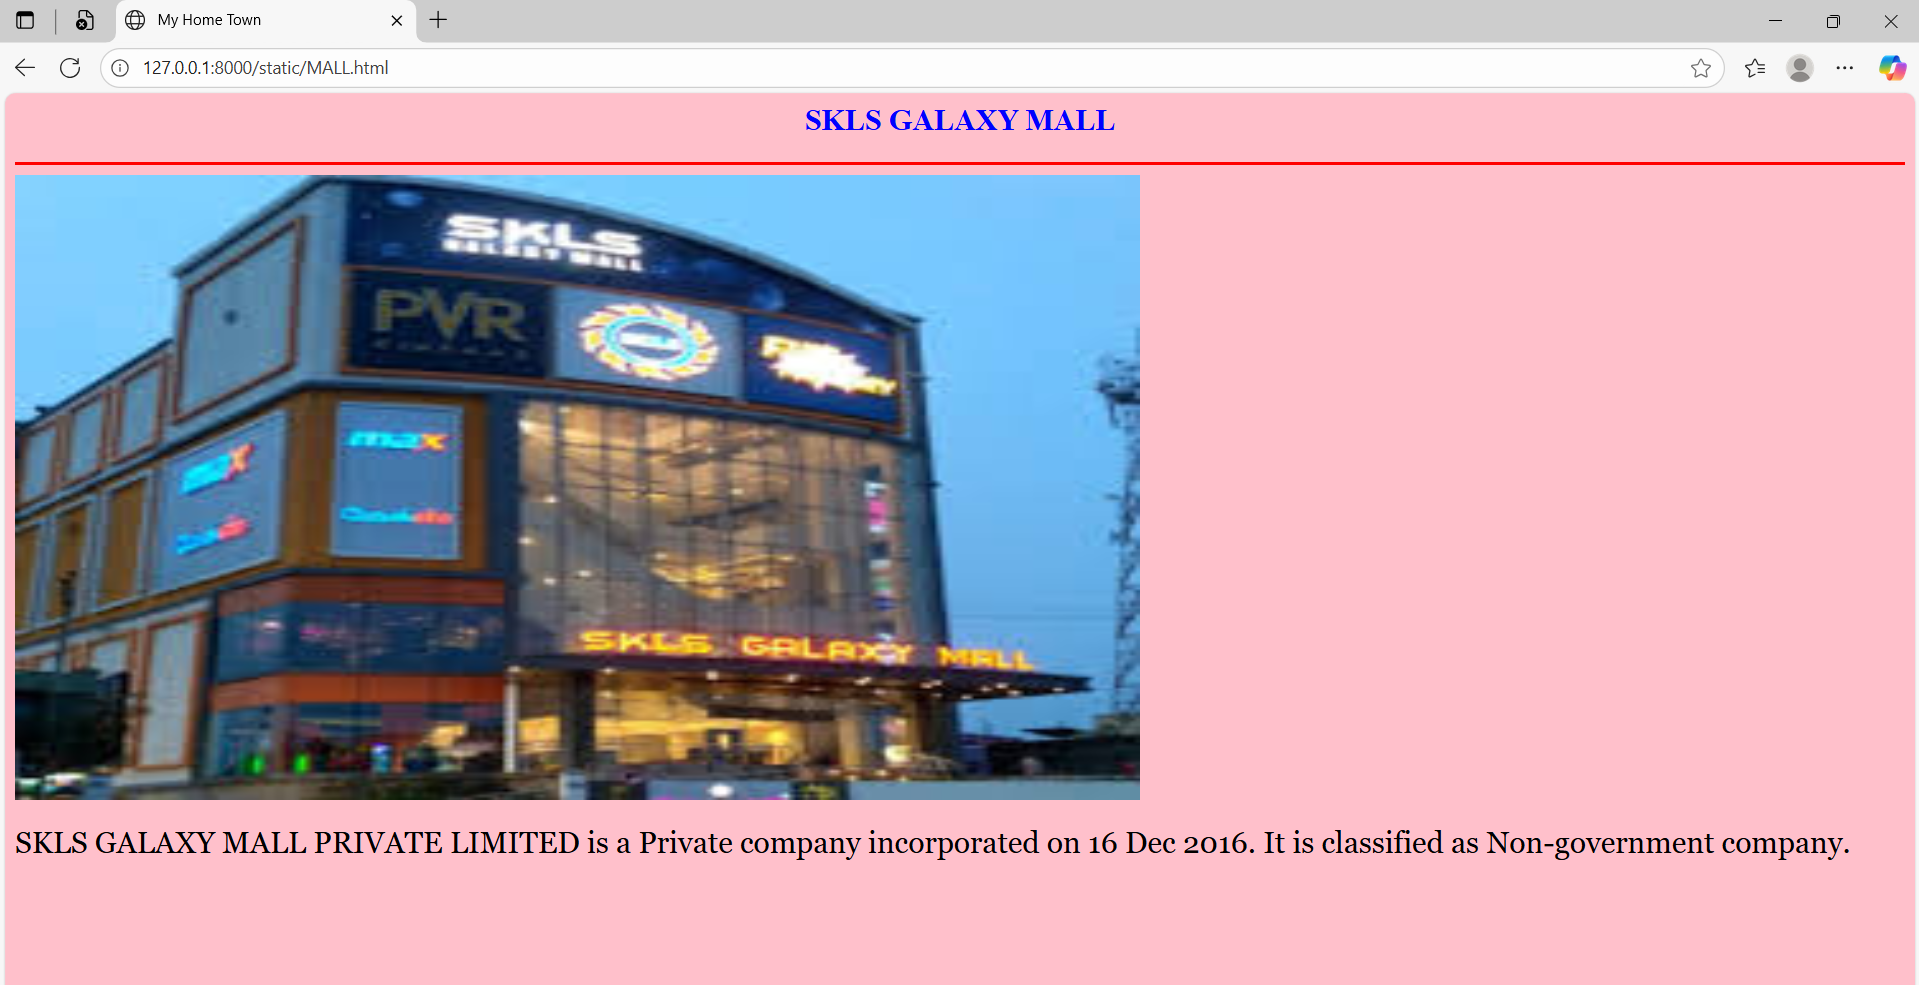 My Home Town
127.0.0.1:8000/static/MALL.html
SKLS GALAXY MALL
SKLS
GALAXY MALL
PVR
max
max
SKLS GALAXY MALL
SKLS GALAXY MALL PRIVATE LIMITED is a Private company incorporated on 16 Dec 2016. It is classified as Non-government company.